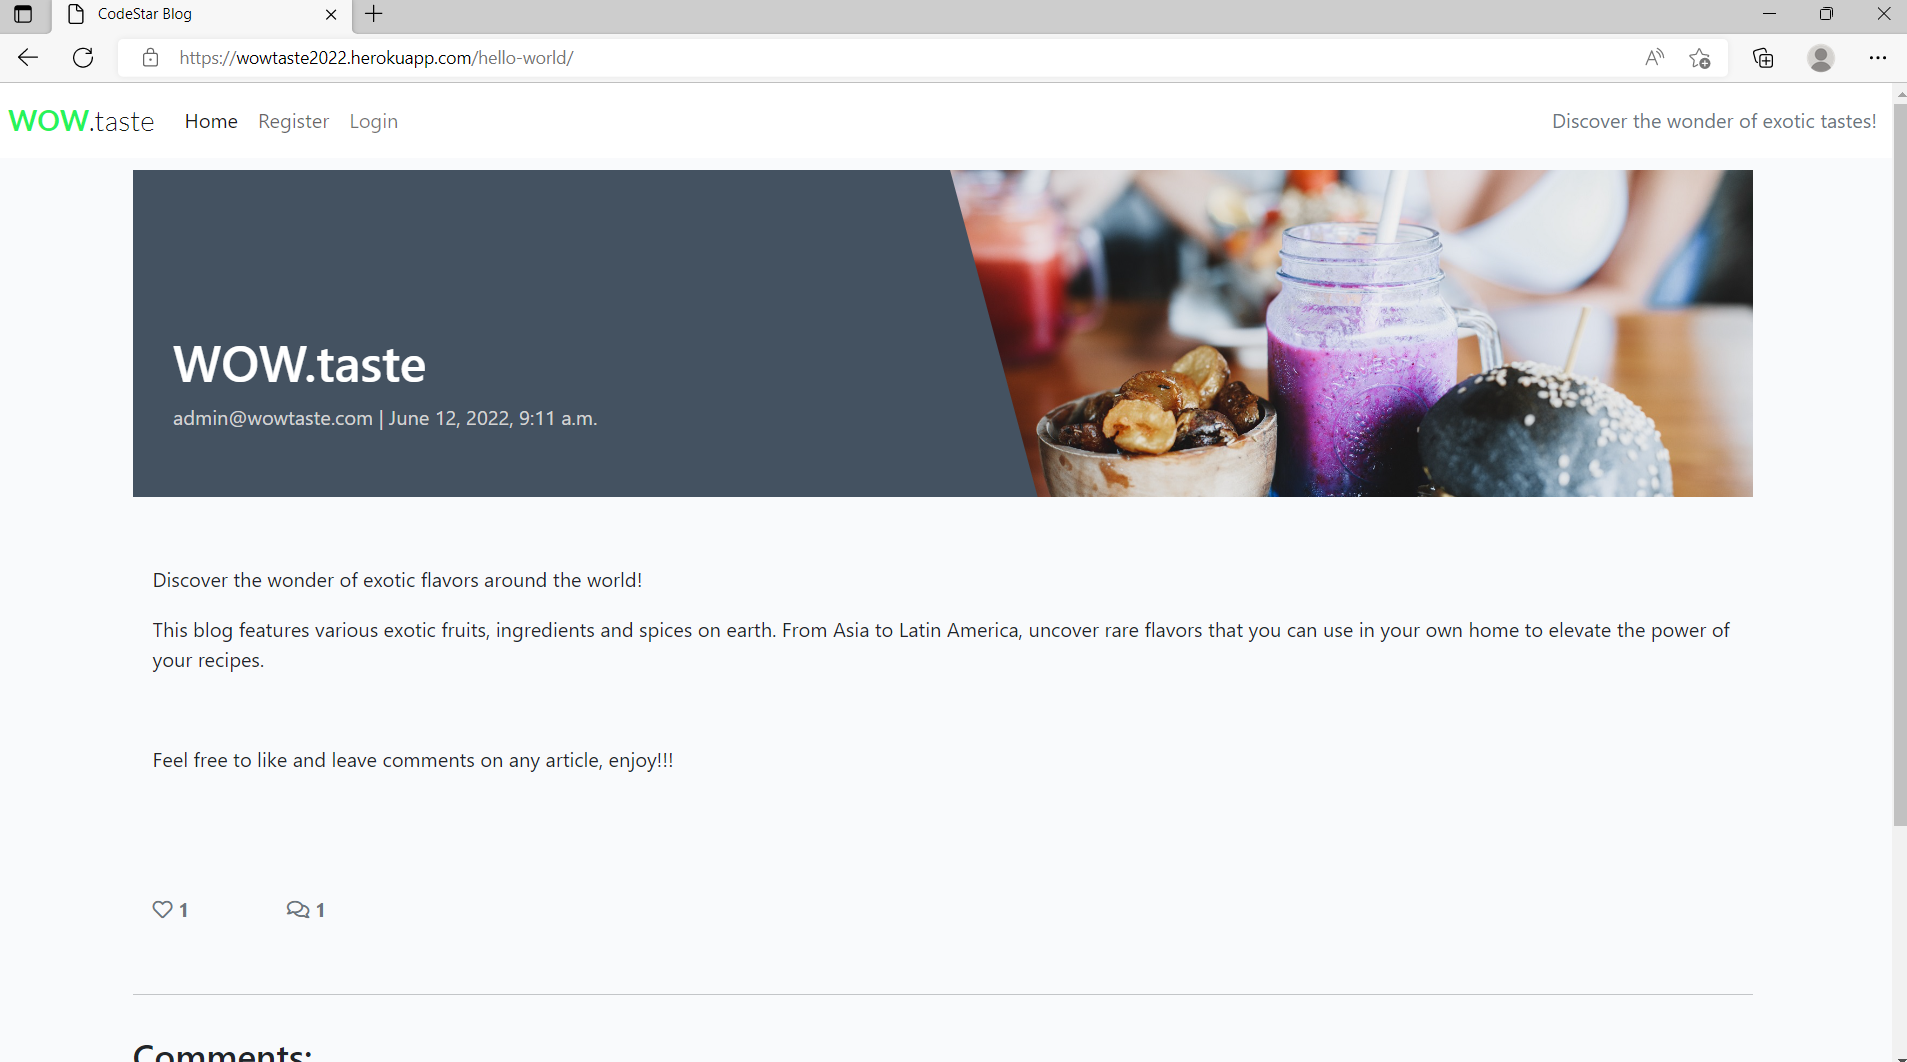 CodeStar Blog
https://wowtaste2022.herokuapp.com/hello-world/
WOW.taste Home Register Login Discover the wonder of exotic tastes!
WOW.taste
admin@wowtaste.com | June 12, 2022, 9:11 a.m.
Discover the wonder of exotic flavors around the world!
This blog features various exotic fruits, ingredients and spices on earth. From Asia to Latin America, uncover rare flavors that you can use in your own home to elevate the power of
your recipes.
Feel free to like and leave comments on any article, enjoy!!!
1 1
Comments: